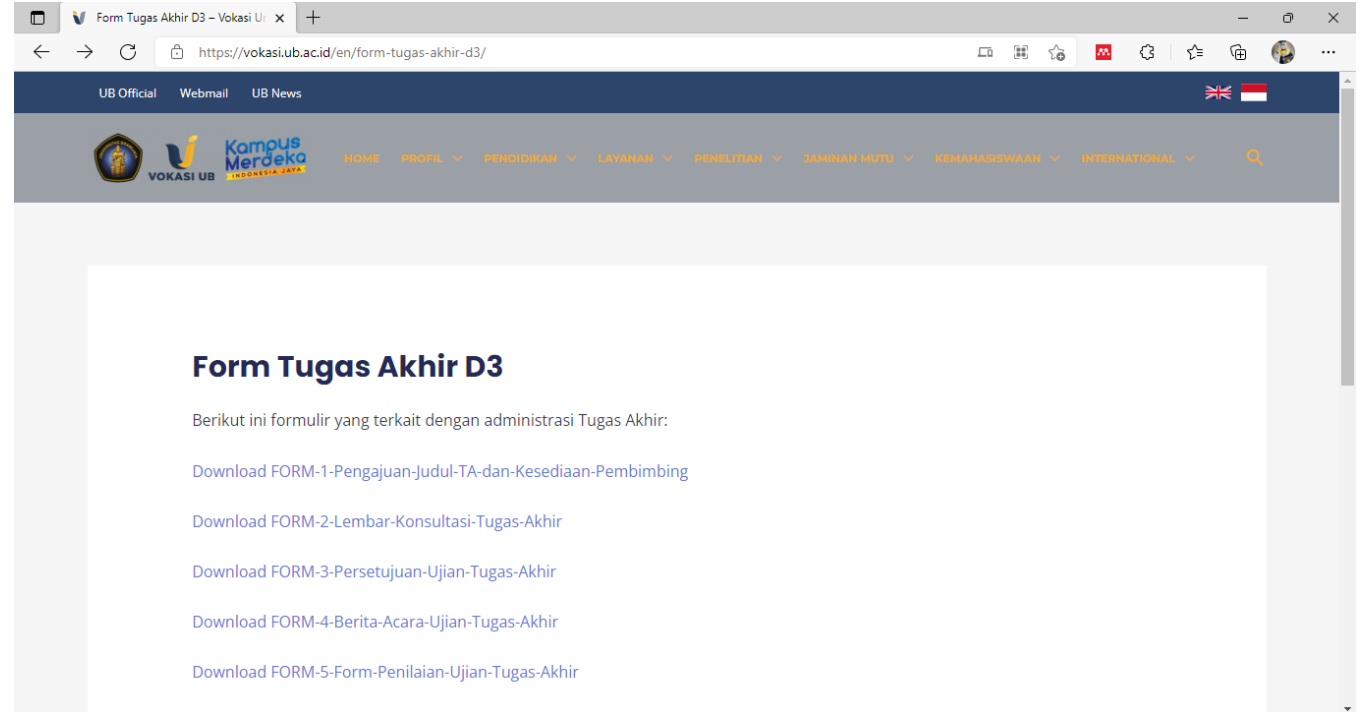 Form Tugas Akhir D3 – Vokasi Un
https://vokasi.ub.ac.id/en/form-tugas-akhir-d3/
UB Official Webmail UB News
VOKASI UB Kampus Merdeka INDONESIA JAYA
HOME PROFIL PENDIDIKAN LAYANAN PENELITIAN JAMINAN MUTU KEMAHASISWAAN INTERNATIONAL
Form Tugas Akhir D3
Berikut ini formulir yang terkait dengan administrasi Tugas Akhir:
Download FORM-1-Pengajuan-Judul-TA-dan-Kesediaan-Pembimbing
Download FORM-2-Lembar-Konsultasi-Tugas-Akhir
Download FORM-3-Persetujuan-Ujian-Tugas-Akhir
Download FORM-4-Berita-Acara-Ujian-Tugas-Akhir
Download FORM-5-Form-Penilaian-Ujian-Tugas-Akhir